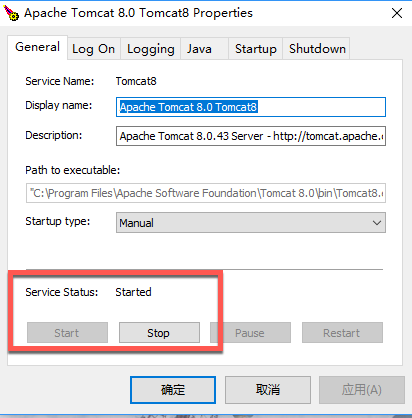 Apache Tomcat 8.0 Tomcat8 Properties
General Log On Logging Java Startup Shutdown
Service Name: Tomcat8
Display name: Apache Tomcat 8.0 Tomcat8
Description: Apache Tomcat 8.0.43 Server - http://tomcat.apache.
Path to executable:
"C:\Program Files\Apache Software Foundation\Tomcat 8.0\bin\Tomcat8.
Startup type: Manual
Service Status: Started
Start Stop Pause Restart
确定 取消 应用(A)